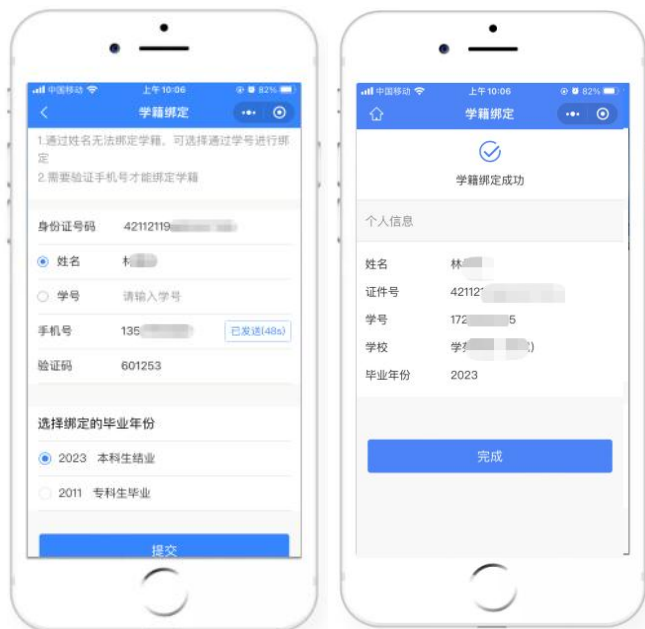 中国移动
上午10:06
82%
学籍绑定
1.通过姓名无法绑定学籍、可选择通过学号进行绑
定
2.需要验证手机号才能绑定学籍
身份证号码 42112119
姓名
学号 请输入学号
手机号 135 已发送(48s)
验证码 601253
选择绑定的毕业年份
2023 本科生结业
2011 专科生毕业
提交
中国移动
上午10:06
82%
学籍绑定
学籍绑定成功
个人信息
姓名 林
证件号 42112
学号 172 5
学校 学 )
毕业年份 2023
完成